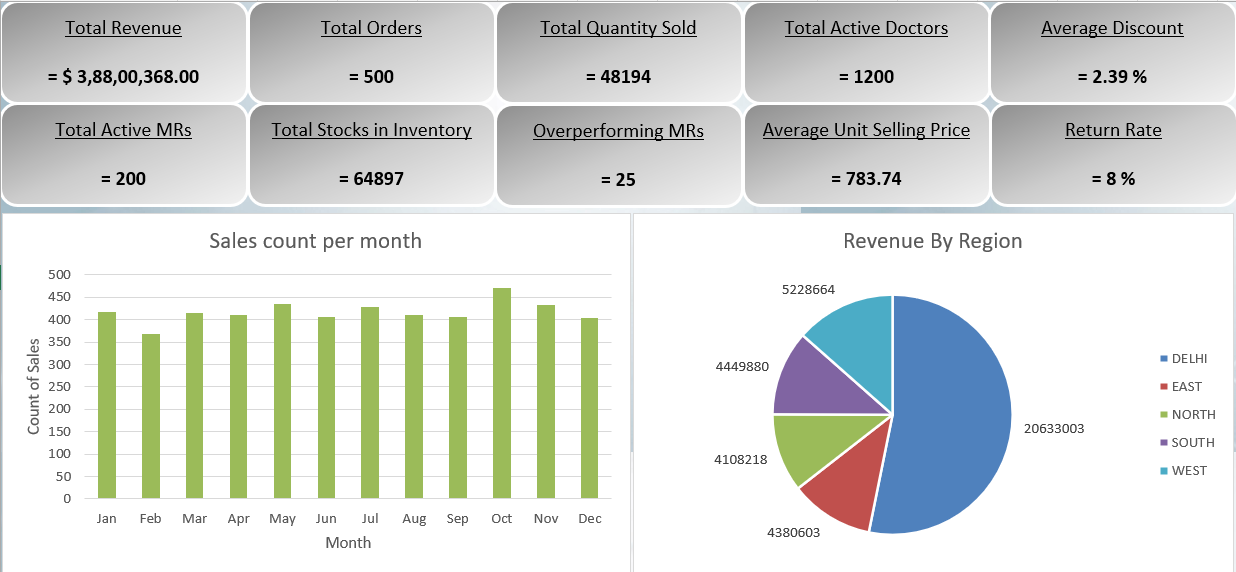 Total Revenue
= $ 3,88,00,368.00
Total Orders
= 500
Total Quantity Sold
= 48194
Total Active Doctors
= 1200
Average Discount
= 2.39 %
Total Active MRs
= 200
Total Stocks in Inventory
= 64897
Overperforming MRs
= 25
Average Unit Selling Price
= 783.74
Return Rate
= 8 %
Sales count per month
500
450
400
350
300
250
200
150
100
50
0
Count of Sales
Jan Feb Mar Apr May Jun Jul Aug Sep Oct Nov Dec
Month
Revenue By Region
5228664
4449880
4108218
4380603
20633003
DELHI
EAST
NORTH
SOUTH
WEST